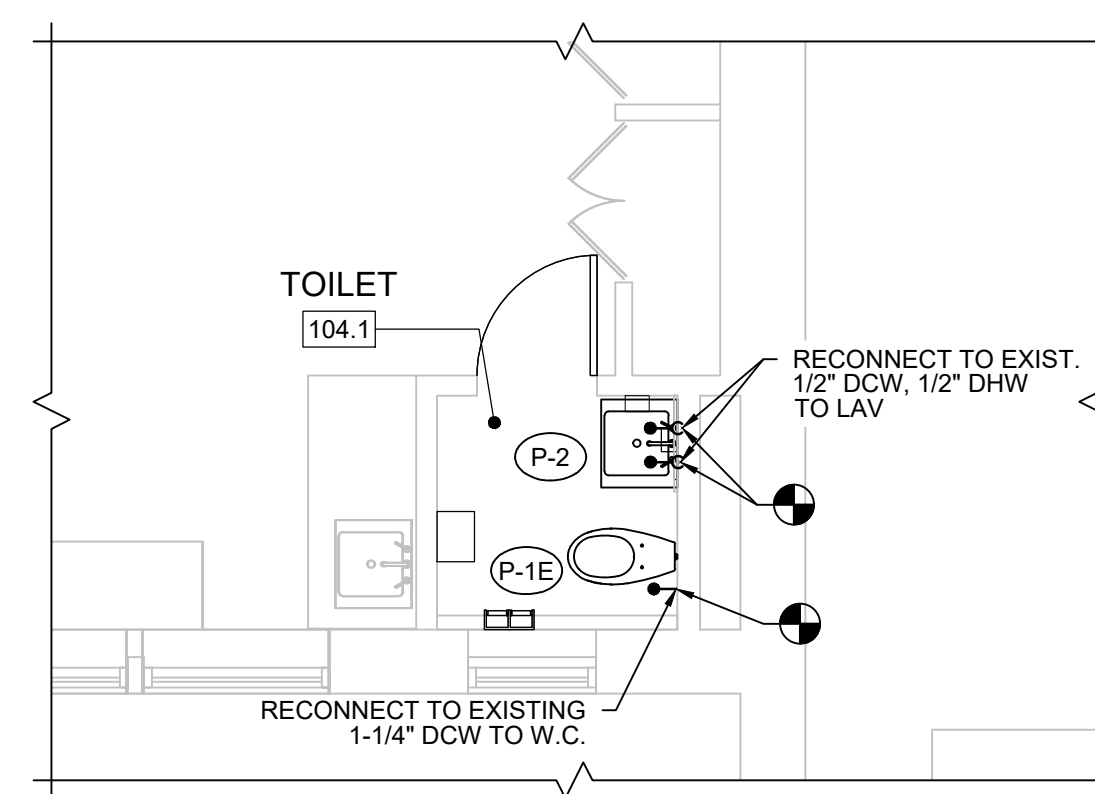 TOILET
104.1
RECONNECT TO EXIST.
1/2" DCW, 1/2" DHW
TO LAV
P-2
P-1E
RECONNECT TO EXISTING
1-1/4" DCW TO W.C.